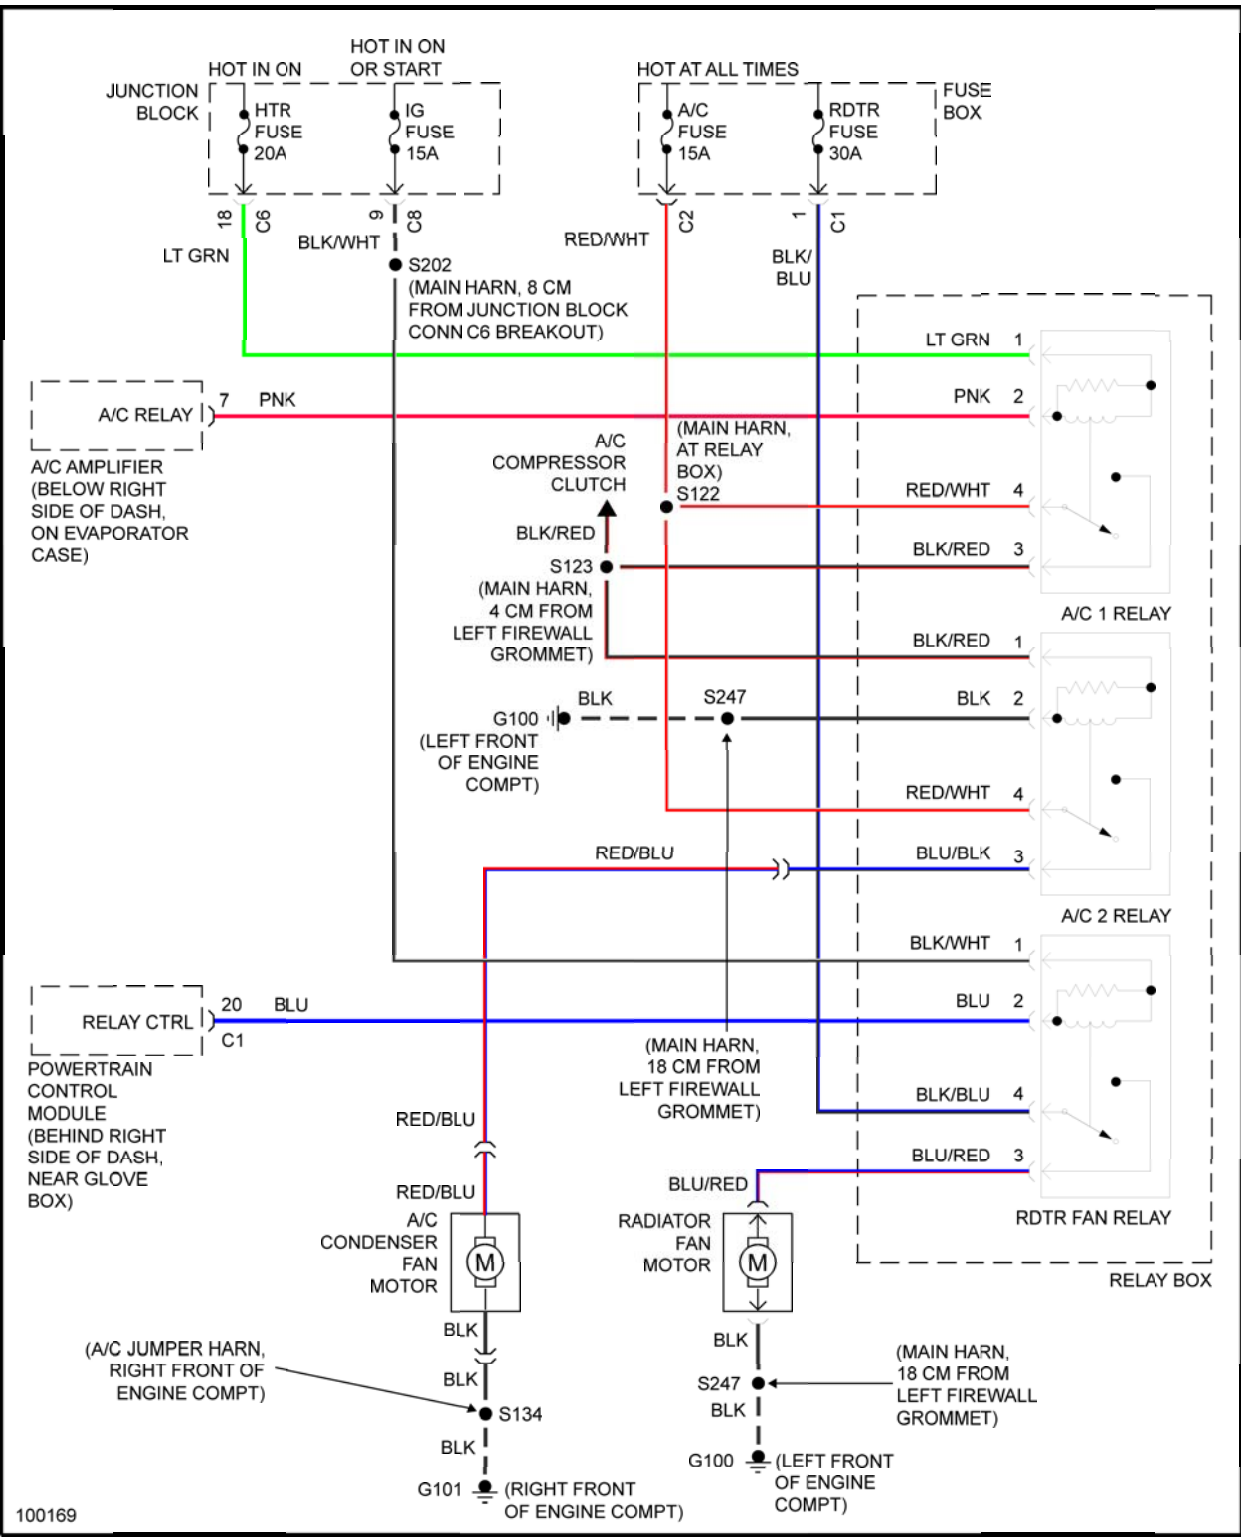 HOT IN ON
HOT IN ON
OR START
HOT AT ALL TIMES
JUNCTION
BLOCK
HTR
FUSE
20A
IG
FUSE
15A
A/C
FUSE
15A
RDTR
FUSE
30A
FUSE
BOX
18
C6
9
C8
C2
1
C1
LT GRN
BLK/WHT
RED/WHT
BLK/
BLU
S202
(MAIN HARN, 8 CM
FROM JUNCTION BLOCK
CONN C6 BREAKOUT)
LT GRN 1
A/C RELAY
7 PNK
PNK 2
A/C AMPLIFIER
(BELOW RIGHT
SIDE OF DASH,
ON EVAPORATOR
CASE)
A/C
COMPRESSOR
CLUTCH
(MAIN HARN,
AT RELAY
BOX)
S122
RED/WHT 4
BLK/RED
BLK/RED 3
S123
(MAIN HARN,
4 CM FROM
LEFT FIREWALL
GROMMET)
A/C 1 RELAY
BLK/RED 1
BLK
S247
BLK 2
G100
(LEFT FRONT
OF ENGINE
COMPT)
RED/WHT 4
RED/BLU
BLU/BLK 3
A/C 2 RELAY
BLK/WHT 1
RELAY CTRL
20 BLU
C1
BLU 2
POWERTRAIN
CONTROL
MODULE
(BEHIND RIGHT
SIDE OF DASH,
NEAR GLOVE
BOX)
(MAIN HARN,
18 CM FROM
LEFT FIREWALL
GROMMET)
BLK/BLU 4
RED/BLU
BLU/RED 3
RED/BLU
BLU/RED
RDTR FAN RELAY
A/C
CONDENSER
FAN
MOTOR
M
RADIATOR
FAN
MOTOR
M
RELAY BOX
BLK
BLK
(A/C JUMPER HARN,
RIGHT FRONT OF
ENGINE COMPT)
BLK
S134
BLK
S247
BLK
(MAIN HARN,
18 CM FROM
LEFT FIREWALL
GROMMET)
G101
(RIGHT FRONT
OF ENGINE COMPT)
G100
(LEFT FRONT
OF ENGINE
COMPT)
100169